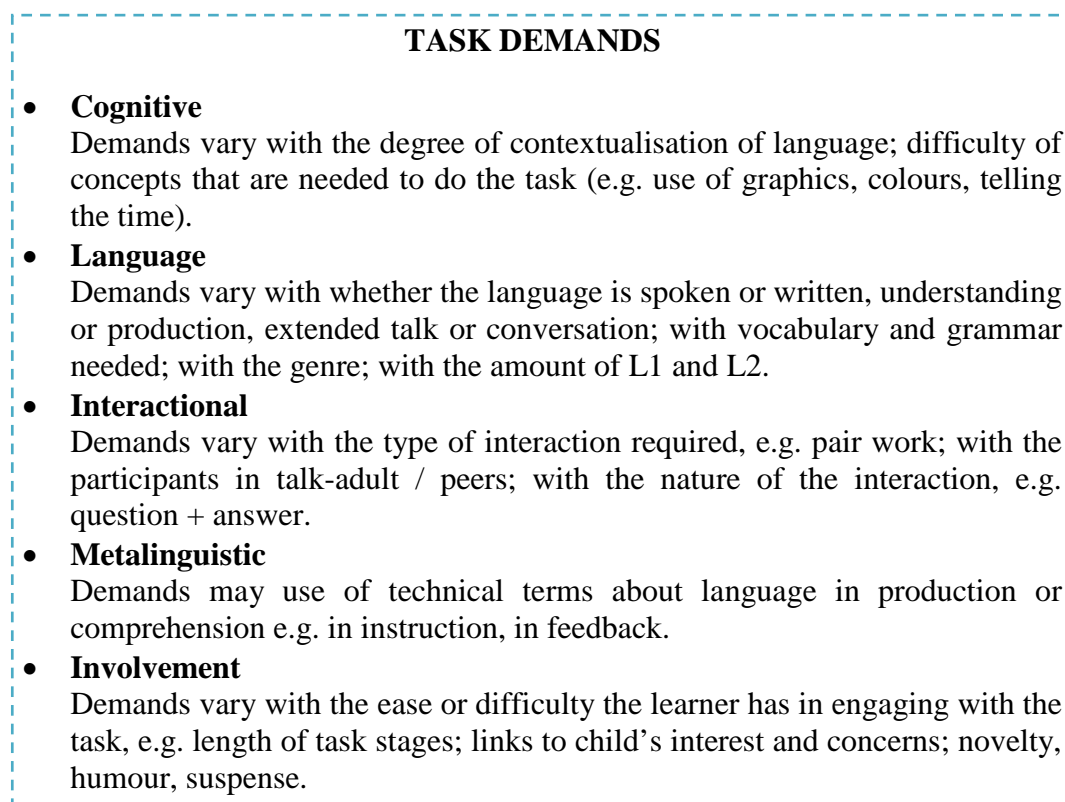 TASK DEMANDS
• Cognitive
Demands vary with the degree of contextualisation of language; difficulty of
concepts that are needed to do the task (e.g. use of graphics, colours, telling
the time).
• Language
Demands vary with whether the language is spoken or written, understanding
or production, extended talk or conversation; with vocabulary and grammar
needed; with the genre; with the amount of L1 and L2.
• Interactional
Demands vary with the type of interaction required, e.g. pair work; with the
participants in talk-adult / peers; with the nature of the interaction, e.g.
question + answer.
• Metalinguistic
Demands may use of technical terms about language in production or
comprehension e.g. in instruction, in feedback.
• Involvement
Demands vary with the ease or difficulty the learner has in engaging with the
task, e.g. length of task stages; links to child’s interest and concerns; novelty,
humour, suspense.